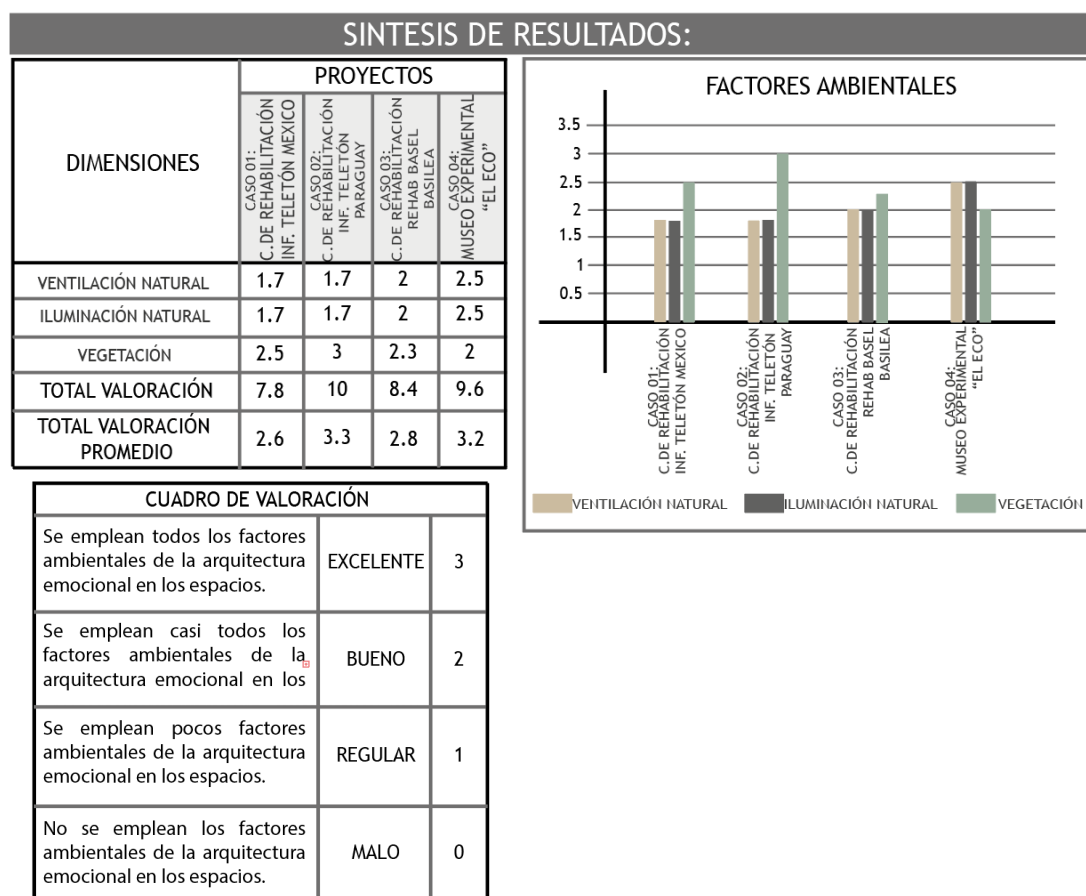 SINTESIS DE RESULTADOS:
DIMENSIONES
PROYECTOS
CASO 01:
C.DE REHABILITACIÓN
INF. TELETÓN MEXICO
CASO 02:
C.DE REHABILITACIÓN
INF. TELETÓN
PARAGUAY
CASO 03:
C.DE REHABILITACIÓN
REHAB BASEL
BASILEA
CASO 04:
MUSEO EXPERIMENTAL
“EL ECO”
VENTILACIÓN NATURAL 1.7 1.7 2 2.5
ILUMINACIÓN NATURAL 1.7 1.7 2 2.5
VEGETACIÓN 2.5 3 2.3 2
TOTAL VALORACIÓN 7.8 10 8.4 9.6
TOTAL VALORACIÓN
PROMEDIO 2.6 3.3 2.8 3.2
FACTORES AMBIENTALES
3.5
3
2.5
2
1.5
1
0.5
CASO 01:
C.DE REHABILITACIÓN
INF. TELETÓN MEXICO
CASO 02:
C.DE REHABILITACIÓN
INF. TELETÓN
PARAGUAY
CASO 03:
C.DE REHABILITACIÓN
REHAB BASEL
BASILEA
CASO 04:
MUSEO EXPERIMENTAL
“EL ECO”
VENTILACIÓN NATURAL ILUMINACIÓN NATURAL VEGETACIÓN
CUADRO DE VALORACIÓN
Se emplean todos los factores
ambientales de la arquitectura
emocional en los espacios.
EXCELENTE 3
Se emplean casi todos los
factores ambientales de la
arquitectura emocional en los
BUENO 2
Se emplean pocos factores
ambientales de la arquitectura
emocional en los espacios.
REGULAR 1
No se emplean los factores
ambientales de la arquitectura
emocional en los espacios.
MALO 0